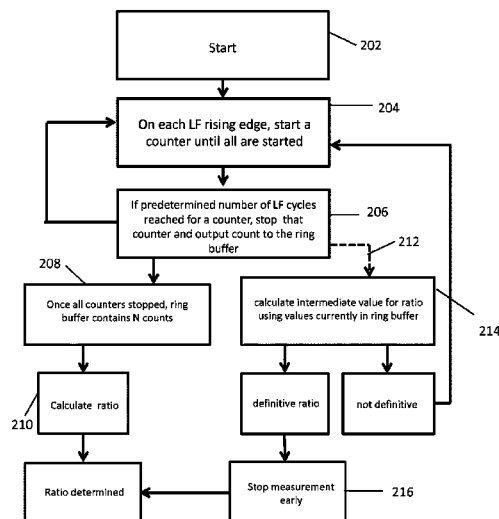 Start
202
On each LF rising edge, start a
counter until all are started
204
If predetermined number of LF cycles
reached for a counter, stop that
counter and output count to the ring
buffer
206
212
208
Once all counters stopped, ring
buffer contains N counts
calculate intermediate value for ratio
using values currently in ring buffer
214
210
Calculate ratio
definitive ratio
not definitive
Ratio determined
Stop measurement
early
216